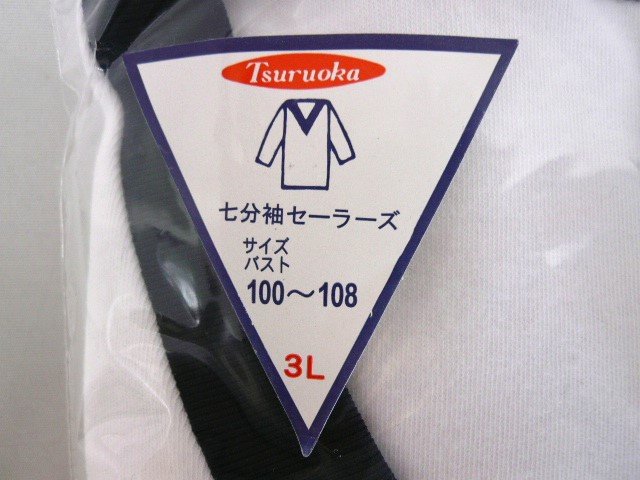 Tsuruoka
七分袖セーラーズ
サイズ
バスト
100～108
3L